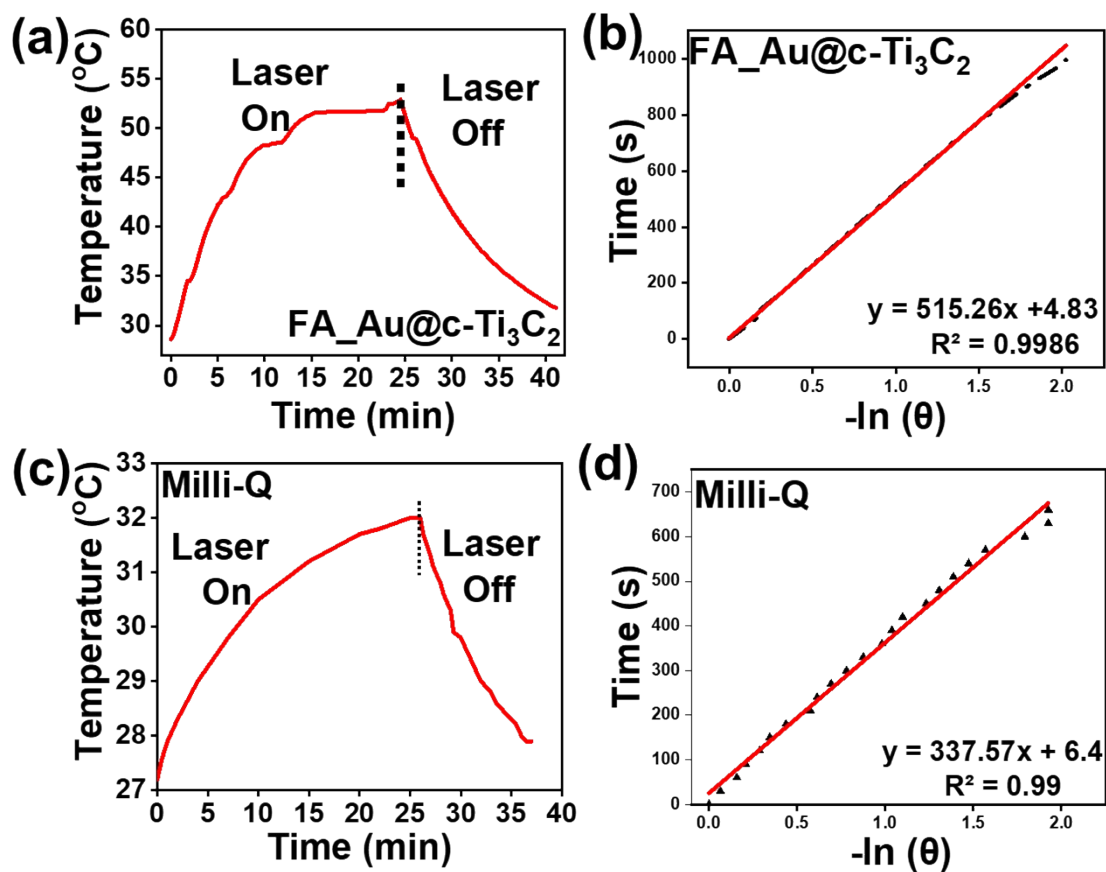 (a)
60
55
50
45
40
35
30
Temperature (°C)
Laser
On
Laser
Off
FA_Au@c-Ti₃C₂
0 5 10 15 20 25 30 35 40
Time (min)
(b)
FA_Au@c-Ti₃C₂
1000
800
600
400
200
0
Time (s)
y = 515.26x +4.83
R² = 0.9986
0.0 0.5 1.0 1.5 2.0
-ln (θ)
(c)
33
32
31
30
29
28
27
Temperature (°C)
Milli-Q
Laser
On
Laser
Off
0 5 10 15 20 25 30 35 40
Time (min)
(d)
Milli-Q
700
600
500
400
300
200
100
0
Time (s)
y = 337.57x + 6.4
R² = 0.99
0.0 0.5 1.0 1.5 2.0
-ln (θ)